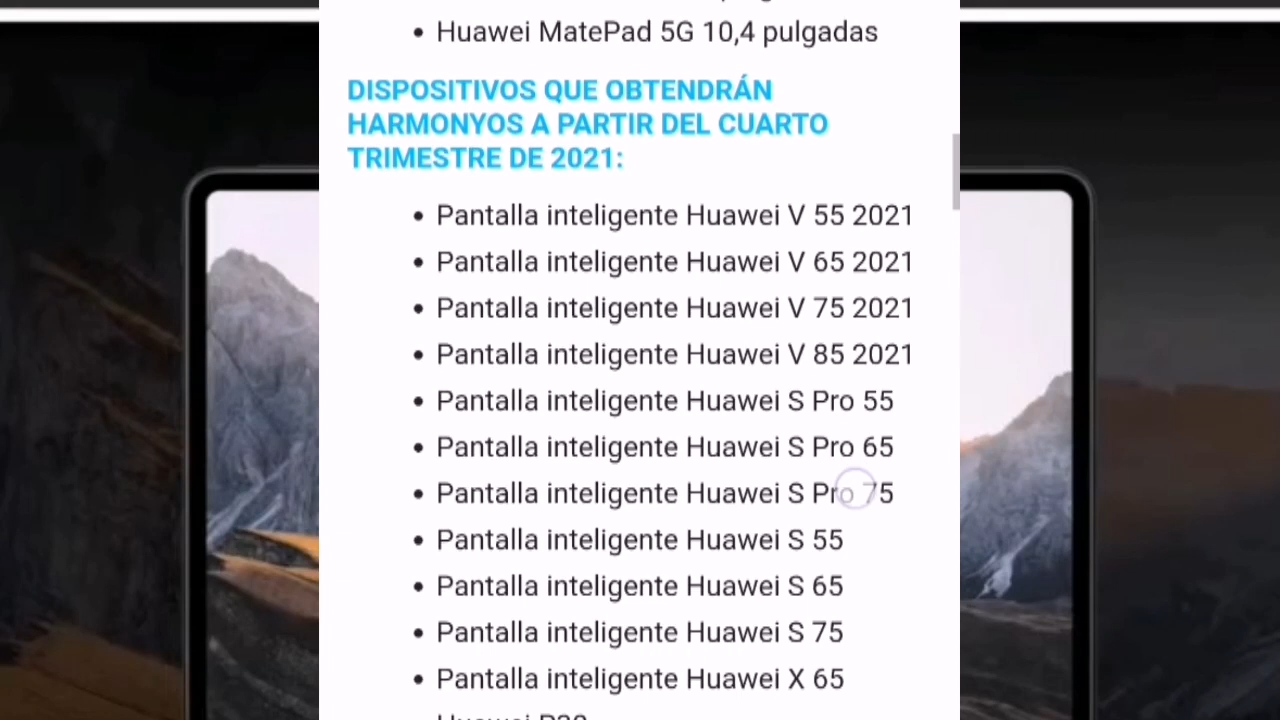 • Huawei MatePad 5G 10,4 pulgadas
DISPOSITIVOS QUE OBTENDRÁN
HARMONYOS A PARTIR DEL CUARTO
TRIMESTRE DE 2021:
• Pantalla inteligente Huawei V 55 2021
• Pantalla inteligente Huawei V 65 2021
• Pantalla inteligente Huawei V 75 2021
• Pantalla inteligente Huawei V 85 2021
• Pantalla inteligente Huawei S Pro 55
• Pantalla inteligente Huawei S Pro 65
• Pantalla inteligente Huawei S Pro 75
• Pantalla inteligente Huawei S 55
• Pantalla inteligente Huawei S 65
• Pantalla inteligente Huawei S 75
• Pantalla inteligente Huawei X 65